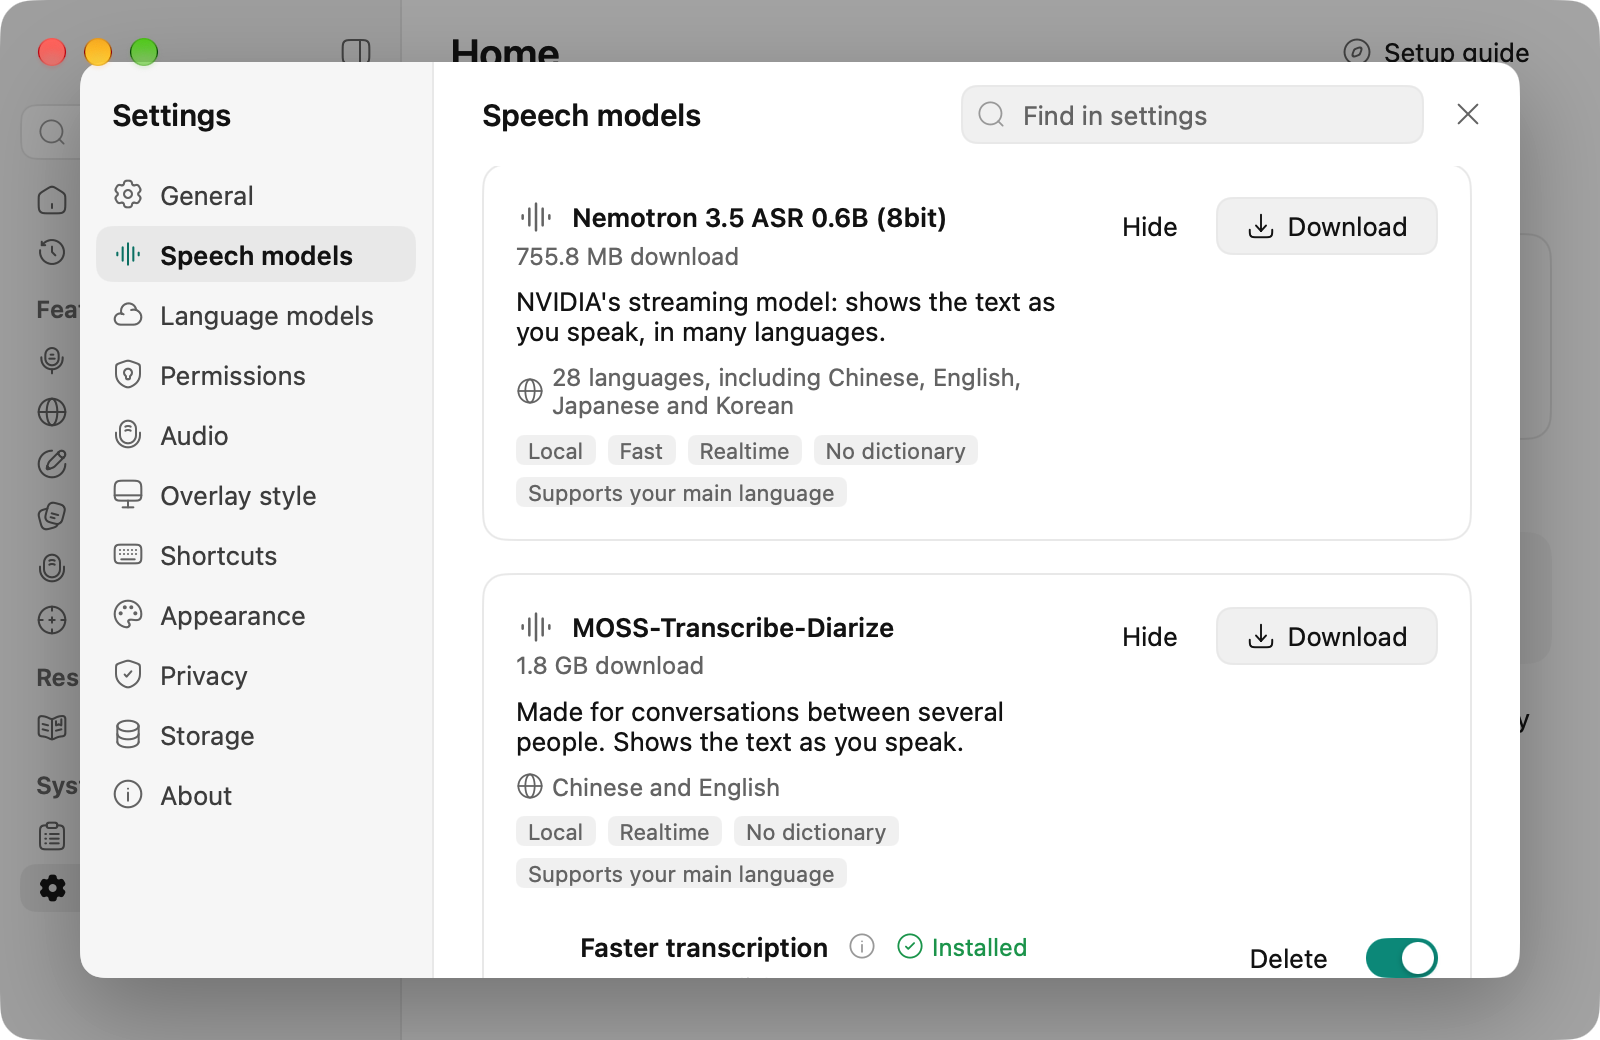 Home
Setup guide
Settings
Speech models
Find in settings
General
Speech models
Language models
Permissions
Audio
Overlay style
Shortcuts
Appearance
Privacy
Storage
About
Nemotron 3.5 ASR 0.6B (8bit)
Hide
Download
755.8 MB download
NVIDIA's streaming model: shows the text as
you speak, in many languages.
28 languages, including Chinese, English,
Japanese and Korean
Local
Fast
Realtime
No dictionary
Supports your main language
MOSS-Transcribe-Diarize
Hide
Download
1.8 GB download
Made for conversations between several
people. Shows the text as you speak.
Chinese and English
Local
Realtime
No dictionary
Supports your main language
Faster transcription
Installed
Delete